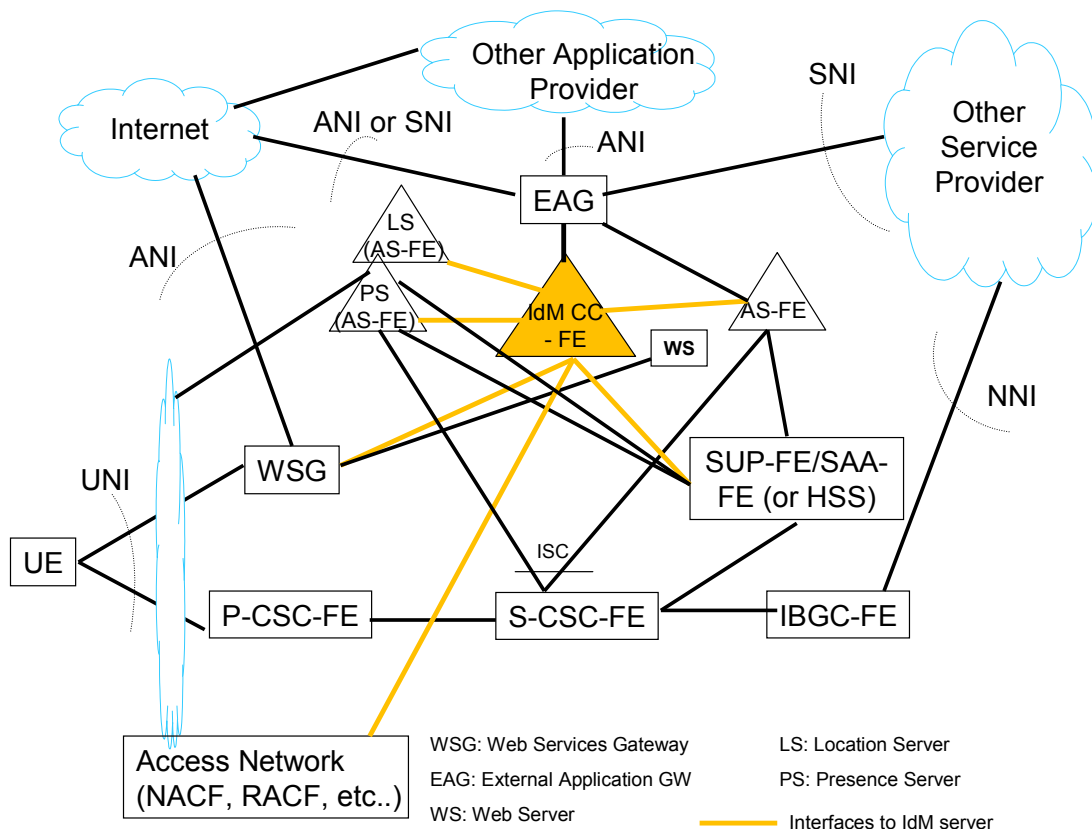 Other Application
Provider
SNI
Internet
ANI or SNI
ANI
Other
Service
Provider
EAG
LS
(AS-FE)
ANI
PS
(AS-FE)
IdM CC
- FE
AS-FE
WS
NNI
WSG
SUP-FE/SAA-
FE (or HSS)
UNI
ISC
UE
P-CSC-FE
S-CSC-FE
IBGC-FE
Access Network
(NACF, RACF, etc..)
WSG: Web Services Gateway
LS: Location Server
EAG: External Application GW
PS: Presence Server
WS: Web Server
Interfaces to IdM server